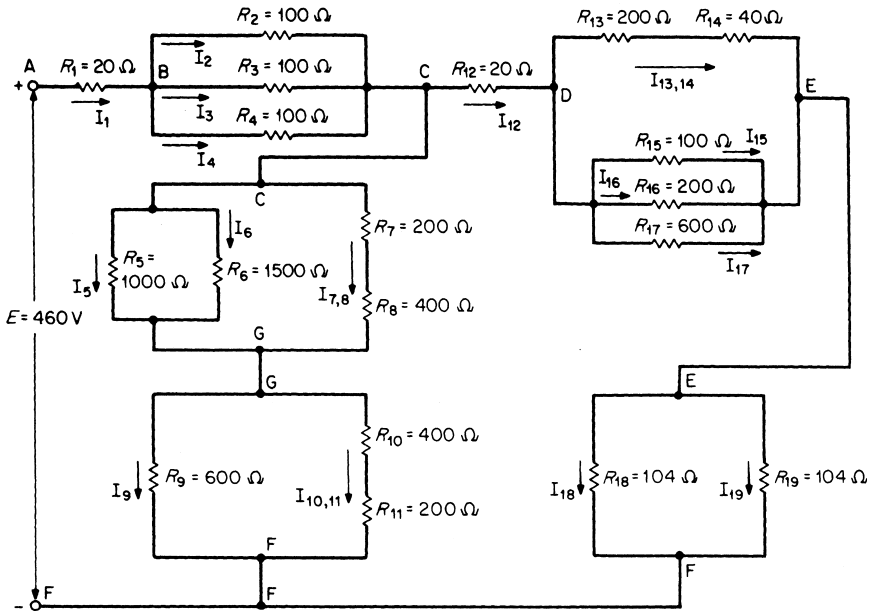 R2 = 100 Ω
I2
A
+
R1 = 20 Ω
I1
B
R3 = 100 Ω
I3
R4 = 100 Ω
I4
C
R12 = 20 Ω
I12
D
R13 = 200 Ω
R14 = 40 Ω
I13,14
E
R15 = 100 Ω
I15
I16
R16 = 200 Ω
R17 = 600 Ω
I17
C
I6
R7 = 200 Ω
I5
R5 =
1000 Ω
R6 = 1500 Ω
I7,8
R8 = 400 Ω
E = 460 V
G
G
E
R10 = 400 Ω
I9
R9 = 600 Ω
I10,11
R11 = 200 Ω
I18
R18 = 104 Ω
I19
R19 = 104 Ω
F
F
- F
F